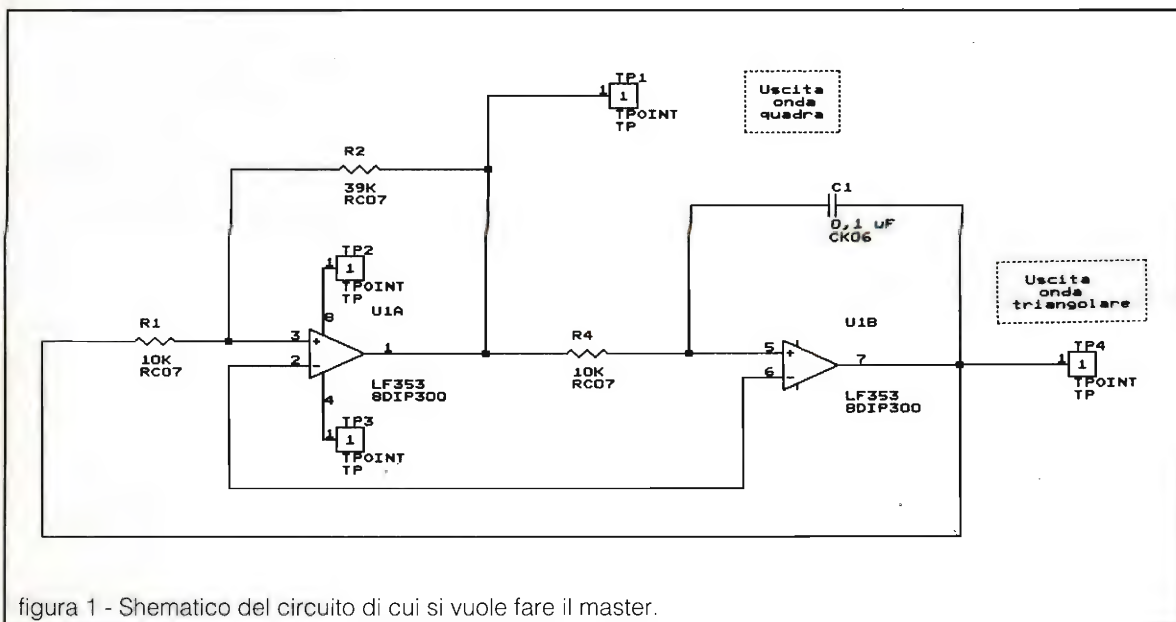 TP1
1
1
TPOINT
TP
Uscita
onda
quadra
R2
39K
RC07
C1
0,1 uF
CK06
TP2
1
1
TPOINT
TP
8
U1A
Uscita
onda
triangolare
R1
10K
RC07
3
+
2
-
1
LF353
8DIP300
4
R4
10K
RC07
U1B
5
+
6
-
7
LF353
8DIP300
TP4
1
1
TPOINT
TP
TP3
1
1
TPOINT
TP
figura 1 - Shematico del circuito di cui si vuole fare il master.